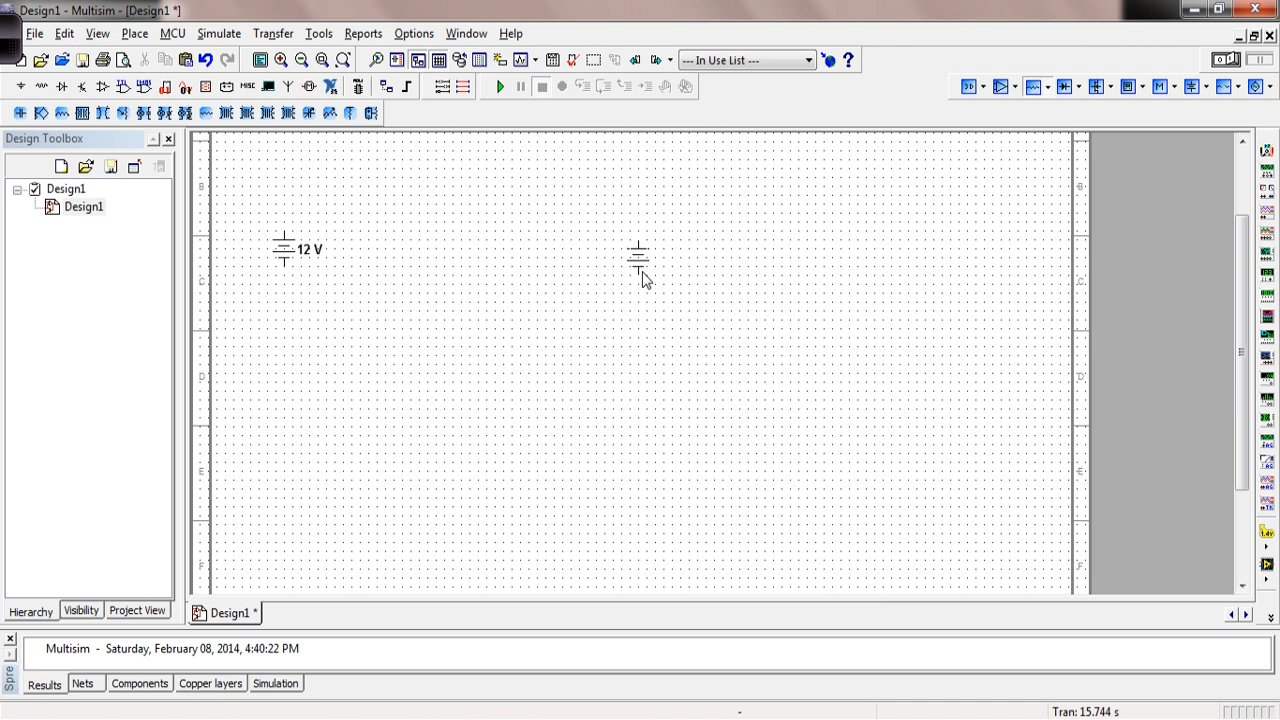 Design1 - Multisim - [Design1 *]
File Edit View Place MCU Simulate Transfer Tools Reports Options Window Help
--- In Use List ---
MISC
Design Toolbox
Design1
Design1
B B
12 V
C C
D D
E E
F F
Hierarchy Visibility Project View
Design1 *
Multisim - Saturday, February 08, 2014, 4:40:22 PM
Spre
Results Nets Components Copper layers Simulation
- Tran: 15.744 s